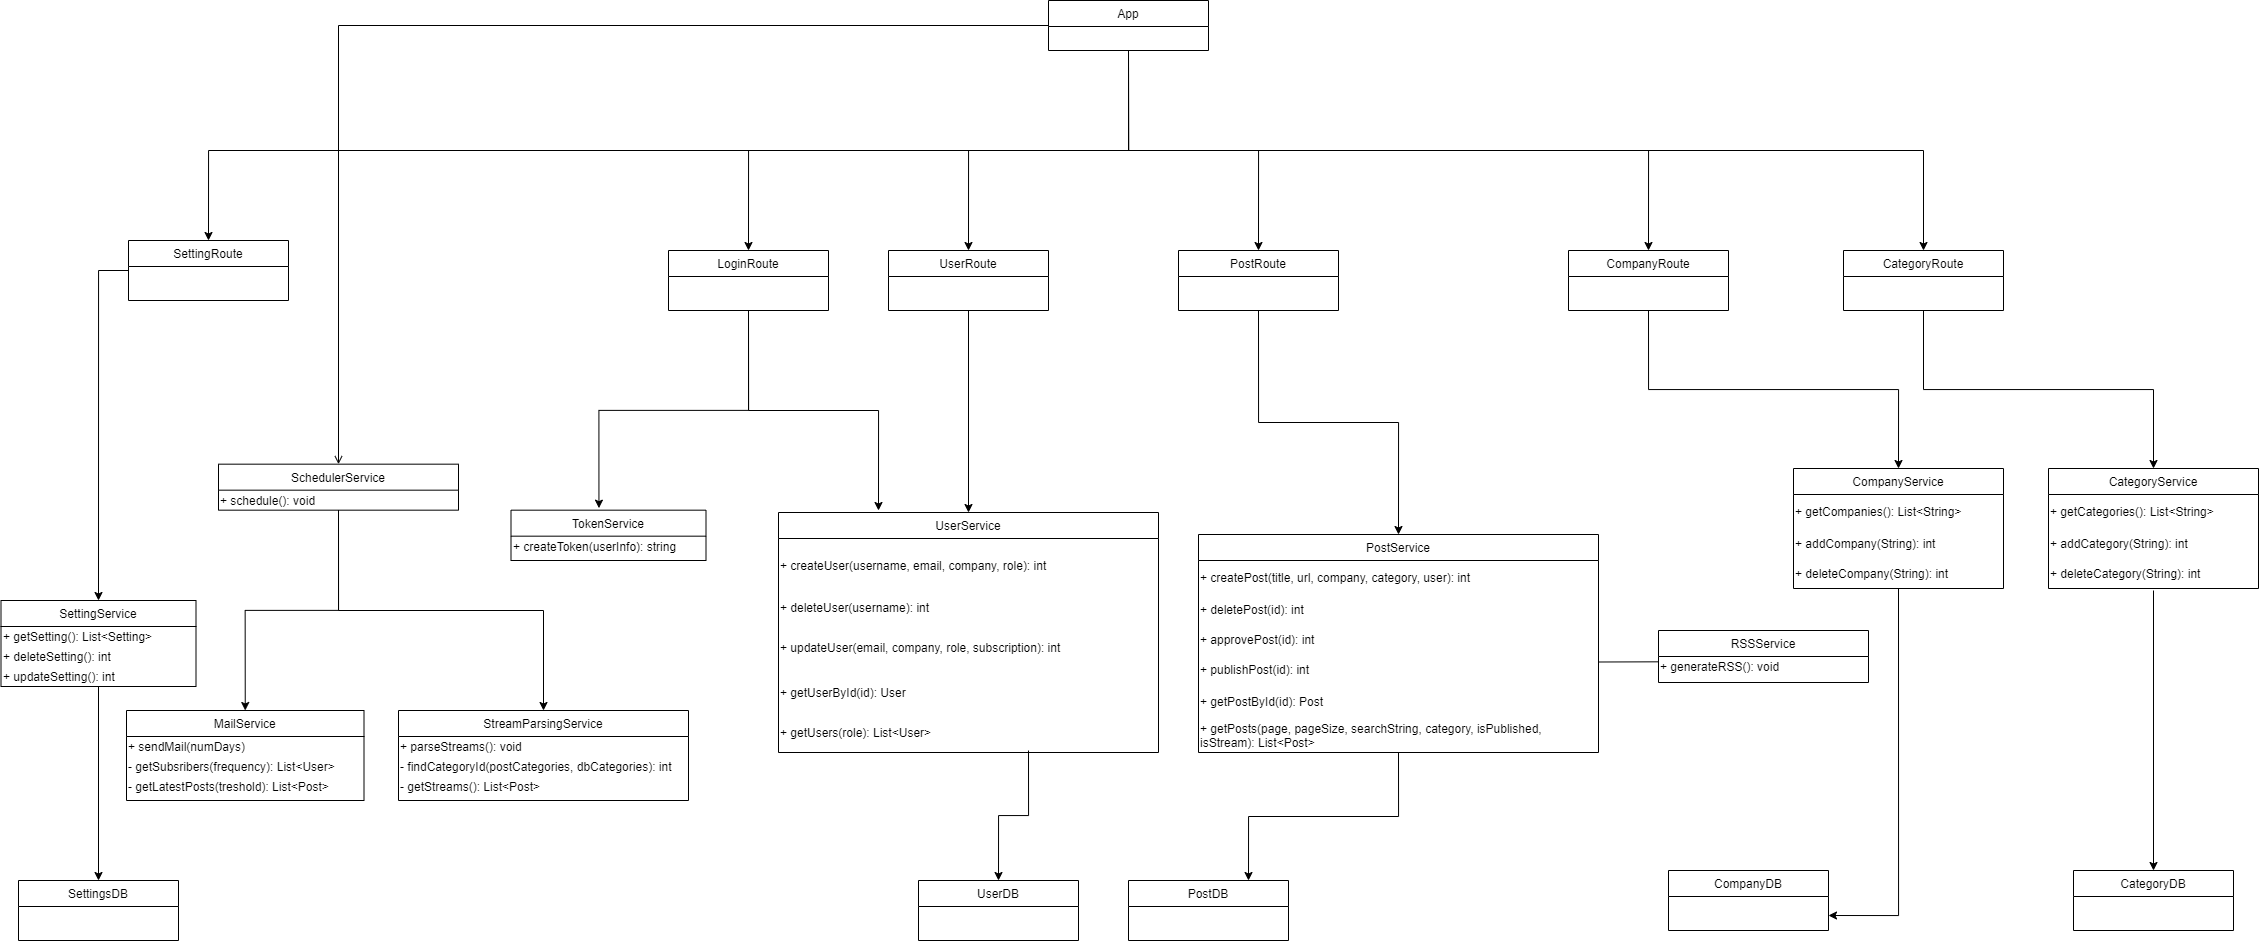 App
SettingRoute
LoginRoute
UserRoute
PostRoute
CompanyRoute
CategoryRoute
SchedulerService
+ schedule(): void
TokenService
+ createToken(userInfo): string
UserService
+ createUser(username, email, company, role): int
+ deleteUser(username): int
+ updateUser(email, company, role, subscription): int
+ getUserById(id): User
+ getUsers(role): List<User>
PostService
+ createPost(title, url, company, category, user): int
+ deletePost(id): int
+ approvePost(id): int
+ publishPost(id): int
+ getPostById(id): Post
+ getPosts(page, pageSize, searchString, category, isPublished,
isStream): List<Post>
CompanyService
+ getCompanies(): List<String>
+ addCompany(String): int
+ deleteCompany(String): int
CategoryService
+ getCategories(): List<String>
+ addCategory(String): int
+ deleteCategory(String): int
SettingService
+ getSetting(): List<Setting>
+ deleteSetting(): int
+ updateSetting(): int
RSSService
+ generateRSS(): void
MailService
+ sendMail(numDays)
- getSubsribers(frequency): List<User>
- getLatestPosts(treshold): List<Post>
StreamParsingService
+ parseStreams(): void
- findCategoryId(postCategories, dbCategories): int
- getStreams(): List<Post>
SettingsDB
UserDB
PostDB
CompanyDB
CategoryDB